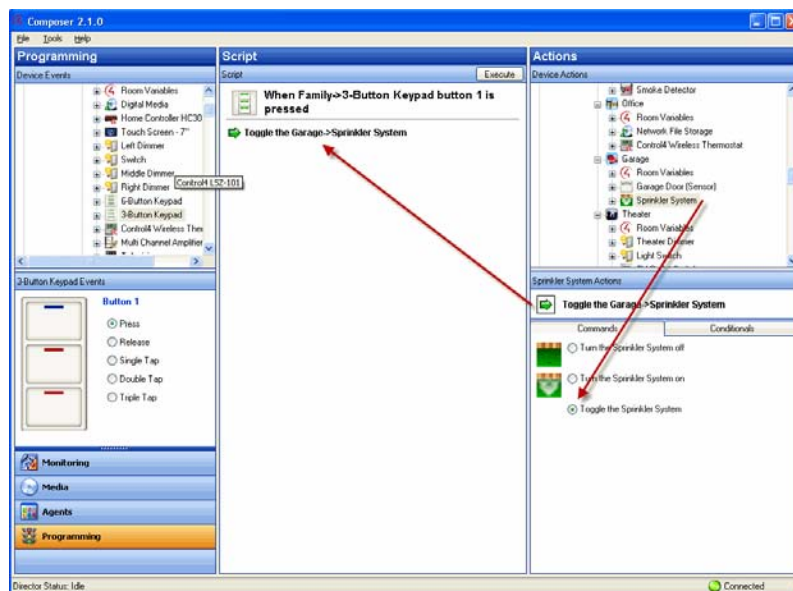 Composer 2.1.0
File Tools Help
Programming
Device Events
Room Variables
Digital Media
Home Controller HC30
Touch Screen - 7"
Left Dimmer
Switch
Middle Dimmer
Right Dimmer
Control4 LSZ-101
6-Button Keypad
3-Button Keypad
Control4 Wireless Ther
Multi Channel Amplifier
3-Button Keypad Events
Button 1
Press
Release
Single Tap
Double Tap
Triple Tap
Monitoring
Media
Agents
Programming
Script
Script Execute
When Family->3-Button Keypad button 1 is
pressed
Toggle the Garage->Sprinkler System
Actions
Device Actions
Smoke Detector
Office
Room Variables
Network File Storage
Control4 Wireless Thermostat
Garage
Room Variables
Garage Door (Sensor)
Sprinkler System
Theater
Room Variables
Theater Dimmer
Light Switch
Sprinkler System Actions
Toggle the Garage->Sprinkler System
Commands Conditionals
Turn the Sprinkler System off
Turn the Sprinkler System on
Toggle the Sprinkler System
Director Status: Idle
Connected